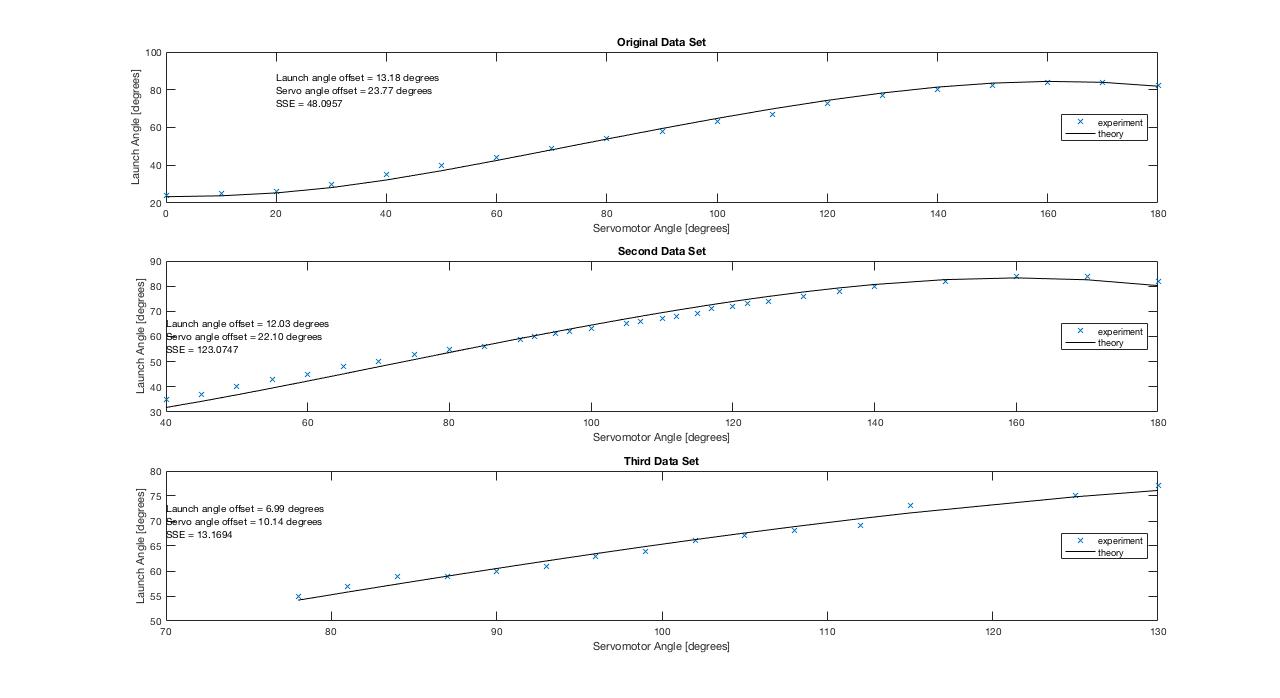 Original Data Set
Launch angle offset = 13.18 degrees
Servo angle offset = 23.77 degrees
SSE = 48.0957
Launch Angle [degrees]
100
80
60
40
20
experiment
theory
0 20 40 60 80 100 120 140 160 180
Servomotor Angle [degrees]
Second Data Set
Launch angle offset = 12.03 degrees
Servo angle offset = 22.10 degrees
SSE = 123.0747
Launch Angle [degrees]
90
80
70
60
50
40
30
experiment
theory
40 60 80 100 120 140 160 180
Servomotor Angle [degrees]
Third Data Set
Launch angle offset = 6.99 degrees
Servo angle offset = 10.14 degrees
SSE = 13.1694
Launch Angle [degrees]
80
75
70
65
60
55
50
experiment
theory
70 80 90 100 110 120 130
Servomotor Angle [degrees]